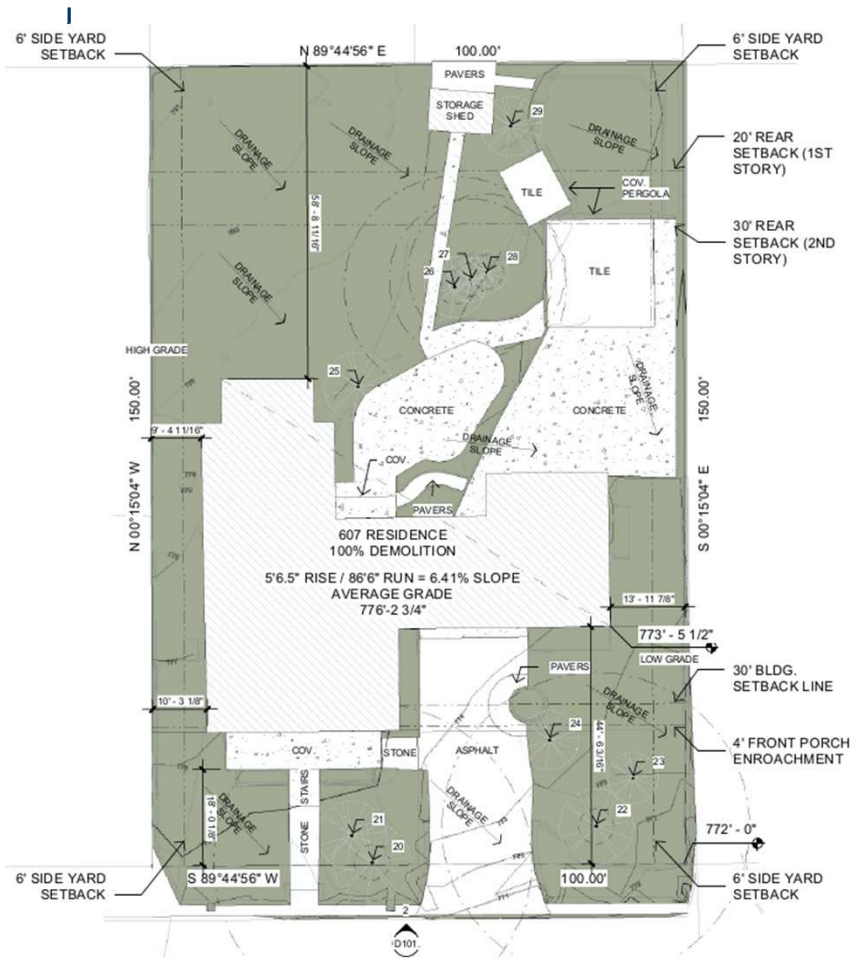 6' SIDE YARD
SETBACK
N 89°44'56" E
100.00'
6' SIDE YARD
SETBACK
PAVERS
STORAGE
SHED
29
DRAINAGE
SLOPE
DRAINAGE
SLOPE
DRAINAGE
SLOPE
20' REAR
SETBACK (1ST
STORY)
TILE
COV.
PERGOLA
58' - 8 11/16"
30' REAR
SETBACK (2ND
STORY)
27
28
26
TILE
DRAINAGE
SLOPE
HIGH GRADE
25
DRAINAGE
SLOPE
150.00'
150.00'
CONCRETE
CONCRETE
9' - 4 11/16"
DRAINAGE
SLOPE
COV.
N 00°15'04" W
S 00°15'04" E
PAVERS
607 RESIDENCE
100% DEMOLITION
5'6.5" RISE / 86'6" RUN = 6.41% SLOPE
AVERAGE GRADE
776'-2 3/4"
13' - 11 7/8"
773' - 5 1/2"
LOW GRADE
PAVERS
30' BLDG.
SETBACK LINE
10' - 3 1/8"
DRAINAGE
SLOPE
24
44' - 6 3/16"
COV.
STONE
ASPHALT
4' FRONT PORCH
ENROACHMENT
23
STONE STAIRS
18' - 0 1/8"
DRAINAGE
SLOPE
DRAINAGE
SLOPE
22
21
20
772' - 0"
6' SIDE YARD
SETBACK
S 89°44'56" W
100.00'
6' SIDE YARD
SETBACK
2
D101